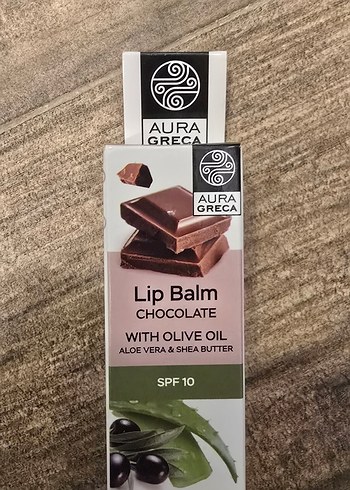 AURA
GRECA
AURA
GRECA
Lip Balm
CHOCOLATE
WITH OLIVE OIL
ALOE VERA & SHEA BUTTER
SPF 10